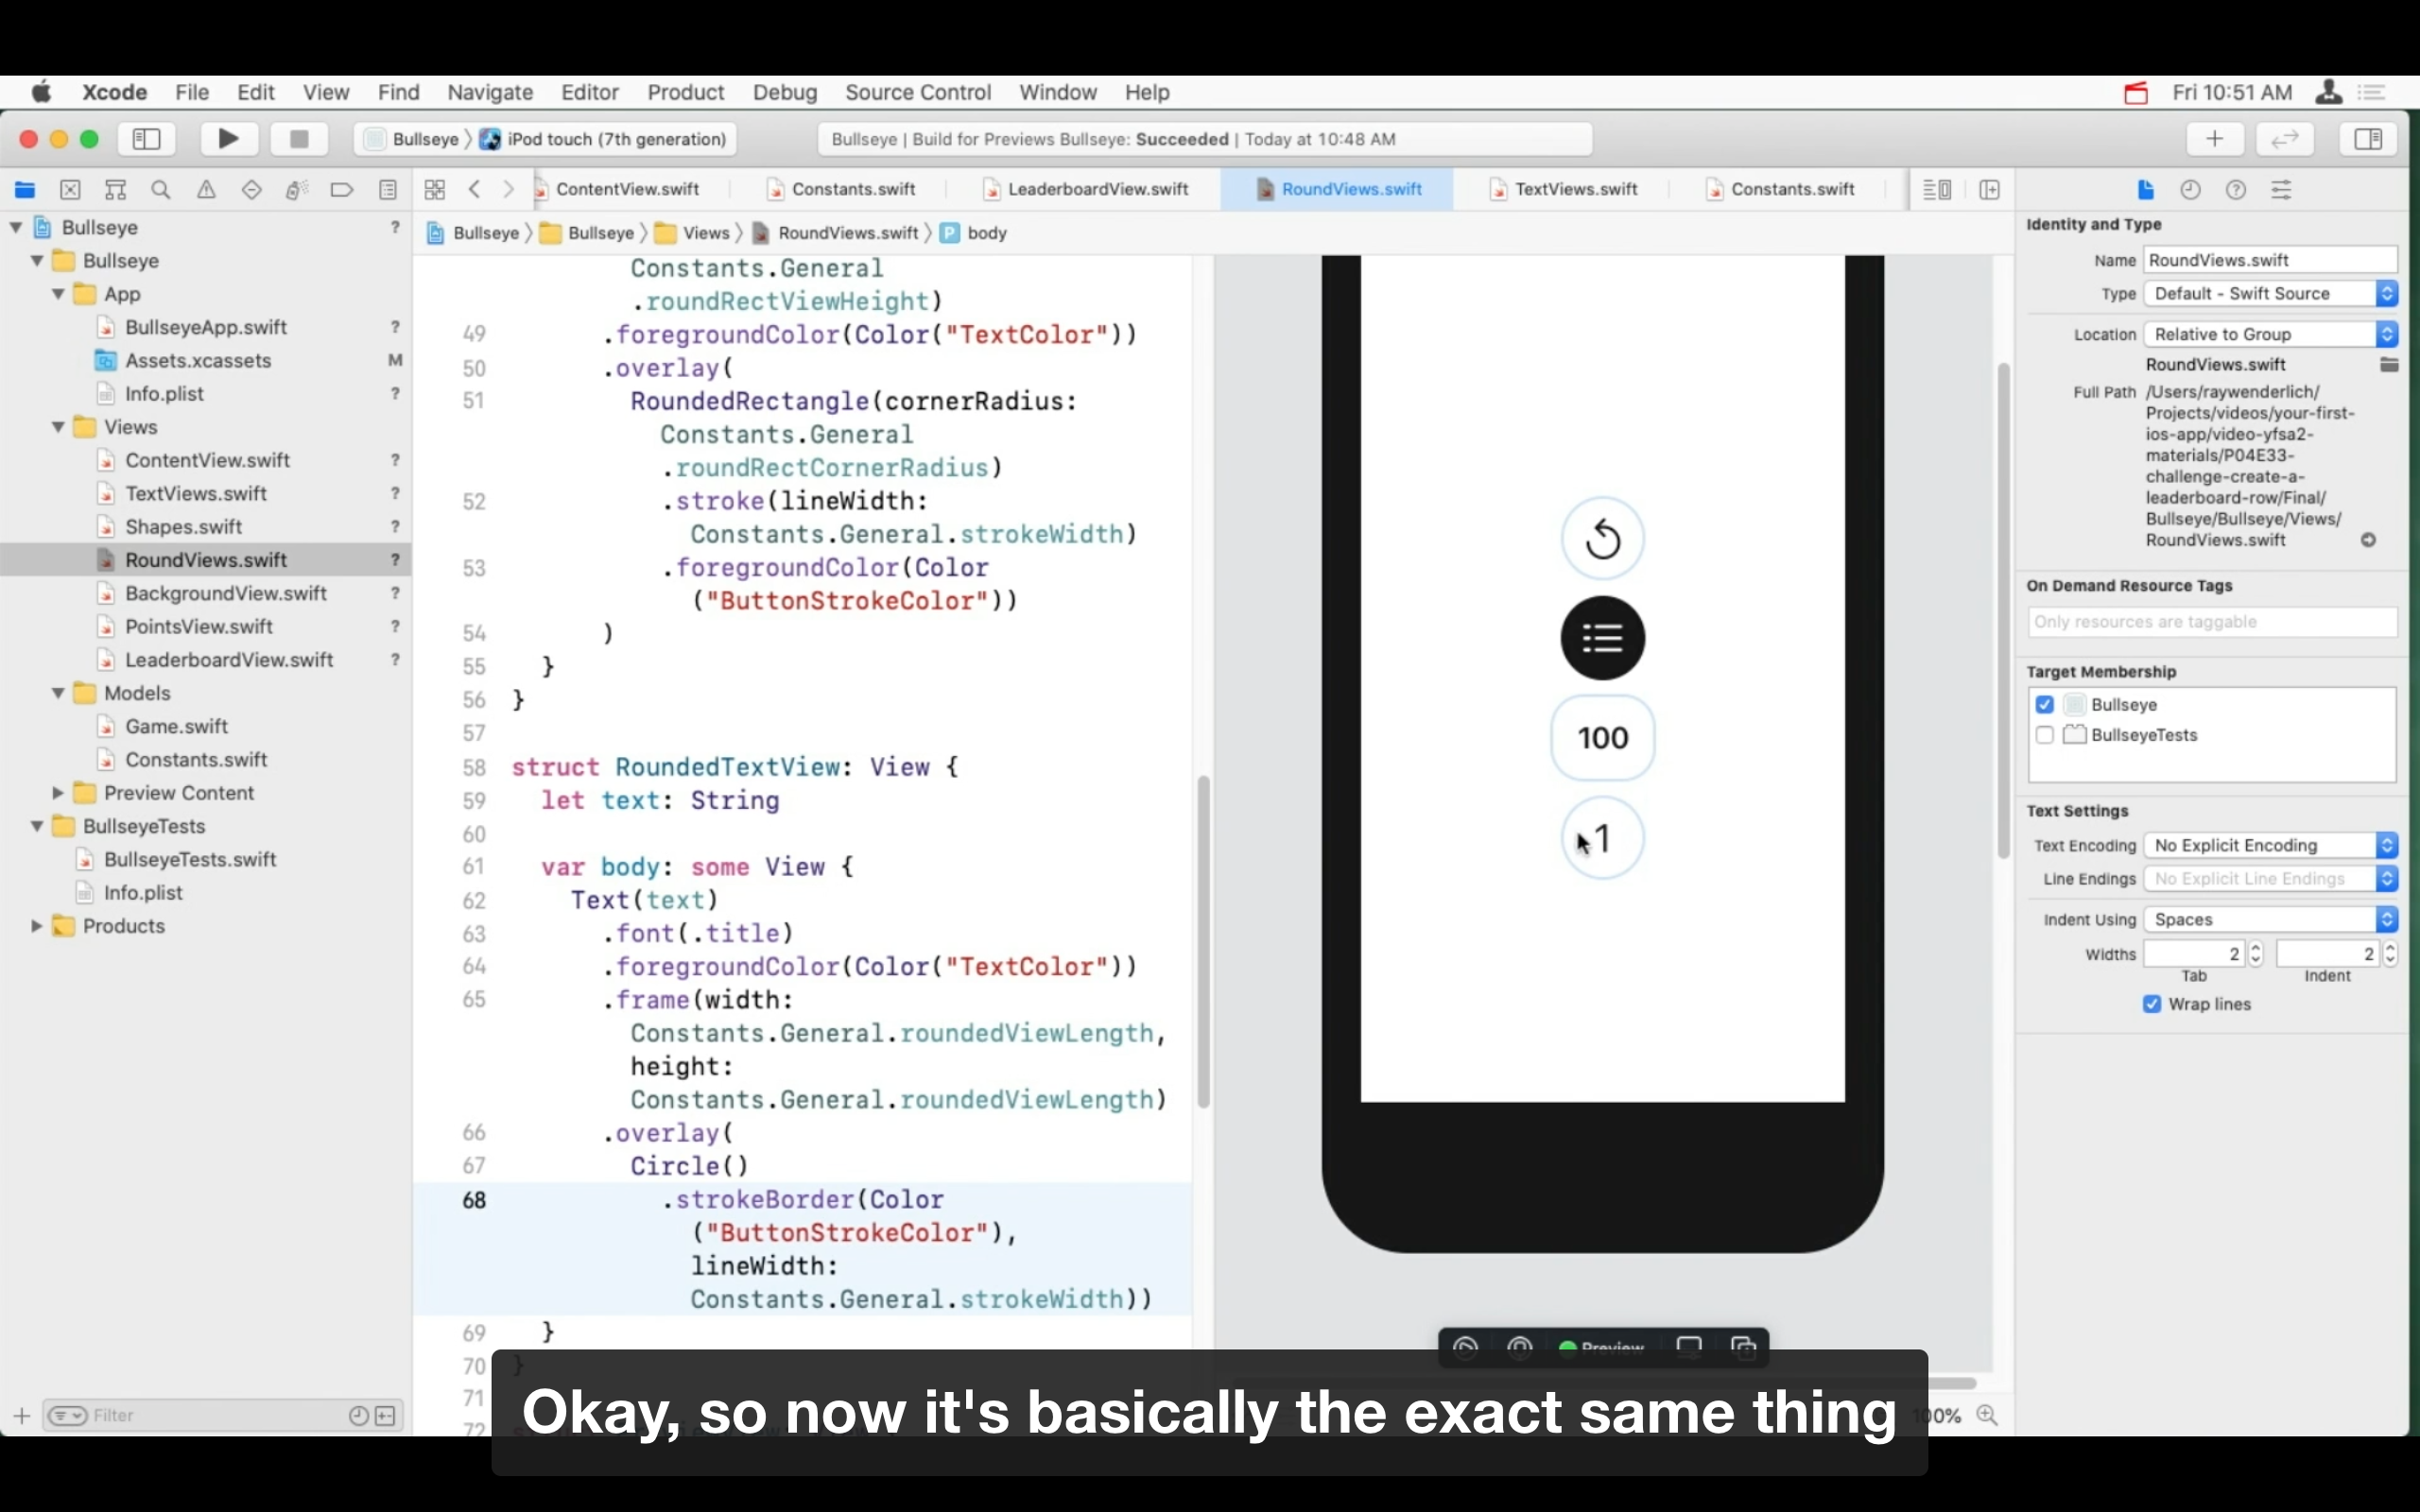 Xcode File Edit View Find Navigate Editor Product Debug Source Control Window Help
Fri 10:51 AM
Bullseye 〉 iPod touch (7th generation)
Bullseye | Build for Previews Bullseye: Succeeded | Today at 10:48 AM
ContentView.swift Constants.swift LeaderboardView.swift RoundViews.swift TextViews.swift Constants.swift
Bullseye 〉 Bullseye 〉 Views 〉 RoundViews.swift 〉 P body
Bullseye ?
Bullseye
App
BullseyeApp.swift ?
Assets.xcassets M
Info.plist ?
Views
ContentView.swift ?
TextViews.swift ?
Shapes.swift ?
RoundViews.swift ?
BackgroundView.swift ?
PointsView.swift ?
LeaderboardView.swift ?
Models
Game.swift
Constants.swift
Preview Content
BullseyeTests
BullseyeTests.swift
Info.plist
Products
Filter
Constants.General
.roundRectViewHeight)
49 .foregroundColor(Color("TextColor"))
50 .overlay(
51 RoundedRectangle(cornerRadius:
Constants.General
.roundRectCornerRadius)
52 .stroke(lineWidth:
Constants.General.strokeWidth)
53 .foregroundColor(Color
("ButtonStrokeColor"))
54 )
55 }
56 }
57
58 struct RoundedTextView: View {
59 let text: String
60
61 var body: some View {
62 Text(text)
63 .font(.title)
64 .foregroundColor(Color("TextColor"))
65 .frame(width:
Constants.General.roundedViewLength,
height:
Constants.General.roundedViewLength)
66 .overlay(
67 Circle()
68 .strokeBorder(Color
("ButtonStrokeColor"),
lineWidth:
Constants.General.strokeWidth))
69 }
70 }
71
72
100
1
Preview
100%
Identity and Type
Name RoundViews.swift
Type Default - Swift Source
Location Relative to Group
RoundViews.swift
Full Path /Users/raywenderlich/
Projects/videos/your-first-
ios-app/video-yfsa2-
materials/P04E33-
challenge-create-a-
leaderboard-row/Final/
Bullseye/Bullseye/Views/
RoundViews.swift
On Demand Resource Tags
Only resources are taggable
Target Membership
Bullseye
BullseyeTests
Text Settings
Text Encoding No Explicit Encoding
Line Endings No Explicit Line Endings
Indent Using Spaces
Widths 2 2
Tab Indent
Wrap lines
Okay, so now it's basically the exact same thing